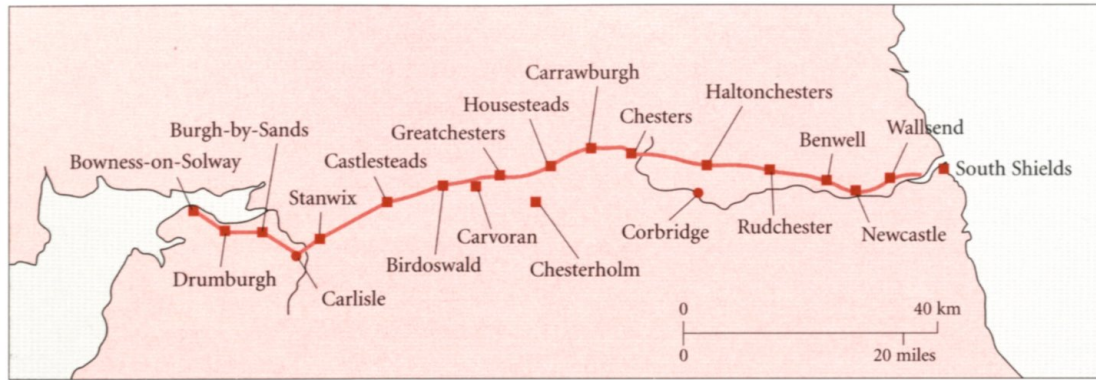 Carrawburgh
Housesteads
Haltonchesters
Chesters
Burgh-by-Sands
Greatchesters
Benwell
Wallsend
Bowness-on-Solway
Castlesteads
South Shields
Stanwix
Carvoran
Corbridge
Rudchester
Newcastle
Drumburgh
Birdoswald
Chesterholm
Carlisle
0 40 km
0 20 miles